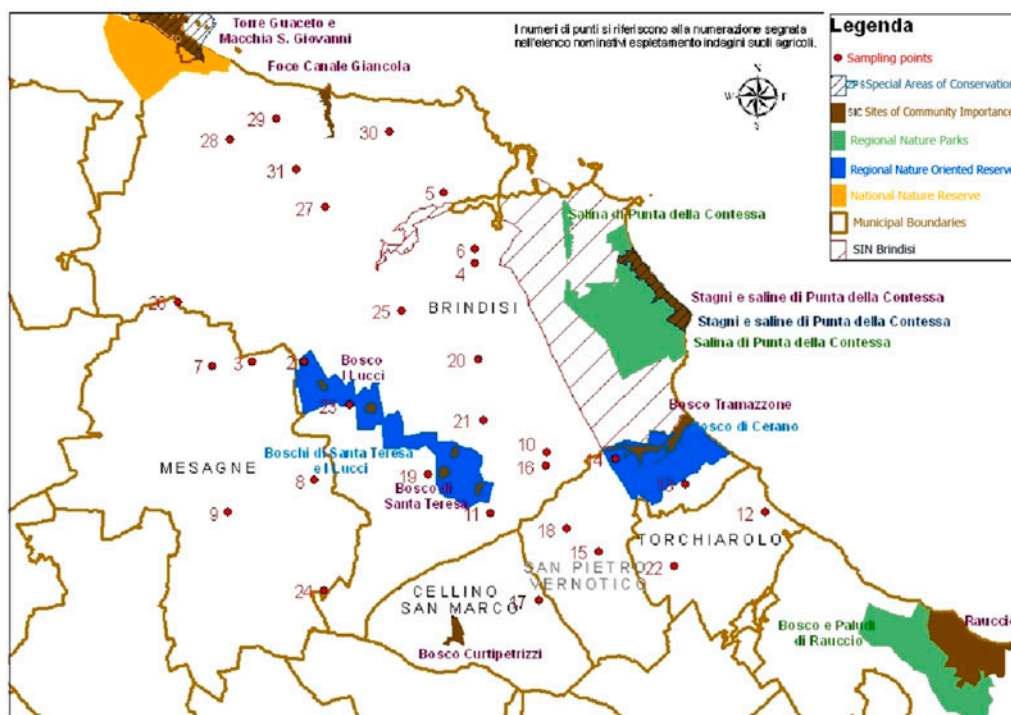 Torre Guaceto e
Macchia S. Giovanni
I numeri di punti si riferiscono alla numerazione segnata
nell'elenco nominativi espletamento indagini suoli agricoli.
Legenda
Sampling points
ZPS Special Areas of Conservation
SIC Sites of Community Importance
Regional Nature Parks
Regional Nature Oriented Reserve
National Nature Reserve
Municipal Boundaries
SIN Brindisi
Foce Canale Giancola
N
W
S
29
28
30
31
27
5
Salina di Punta della Contessa
6
4
BRINDISI
25
Stagni e saline di Punta della Contessa
Stagni e saline di Punta della Contessa
Salina di Punta della Contessa
7
3
2
Bosco
I Lucci
20
23
21
Bosco Tramazzone
Bosco di Cerano
MESAGNE
Boschi di Santa Teresa
e I Lucci
10
16
14
13
8
19
Bosco di
Santa Teresa
11
9
12
18
15
TORCHIAROLO
22
SAN PIETRO
VERNOTICO
24
CELLINO
SAN MARCO
17
Bosco Curtipetrizzi
Bosco e Paludi
di Rauccio
Rauccio